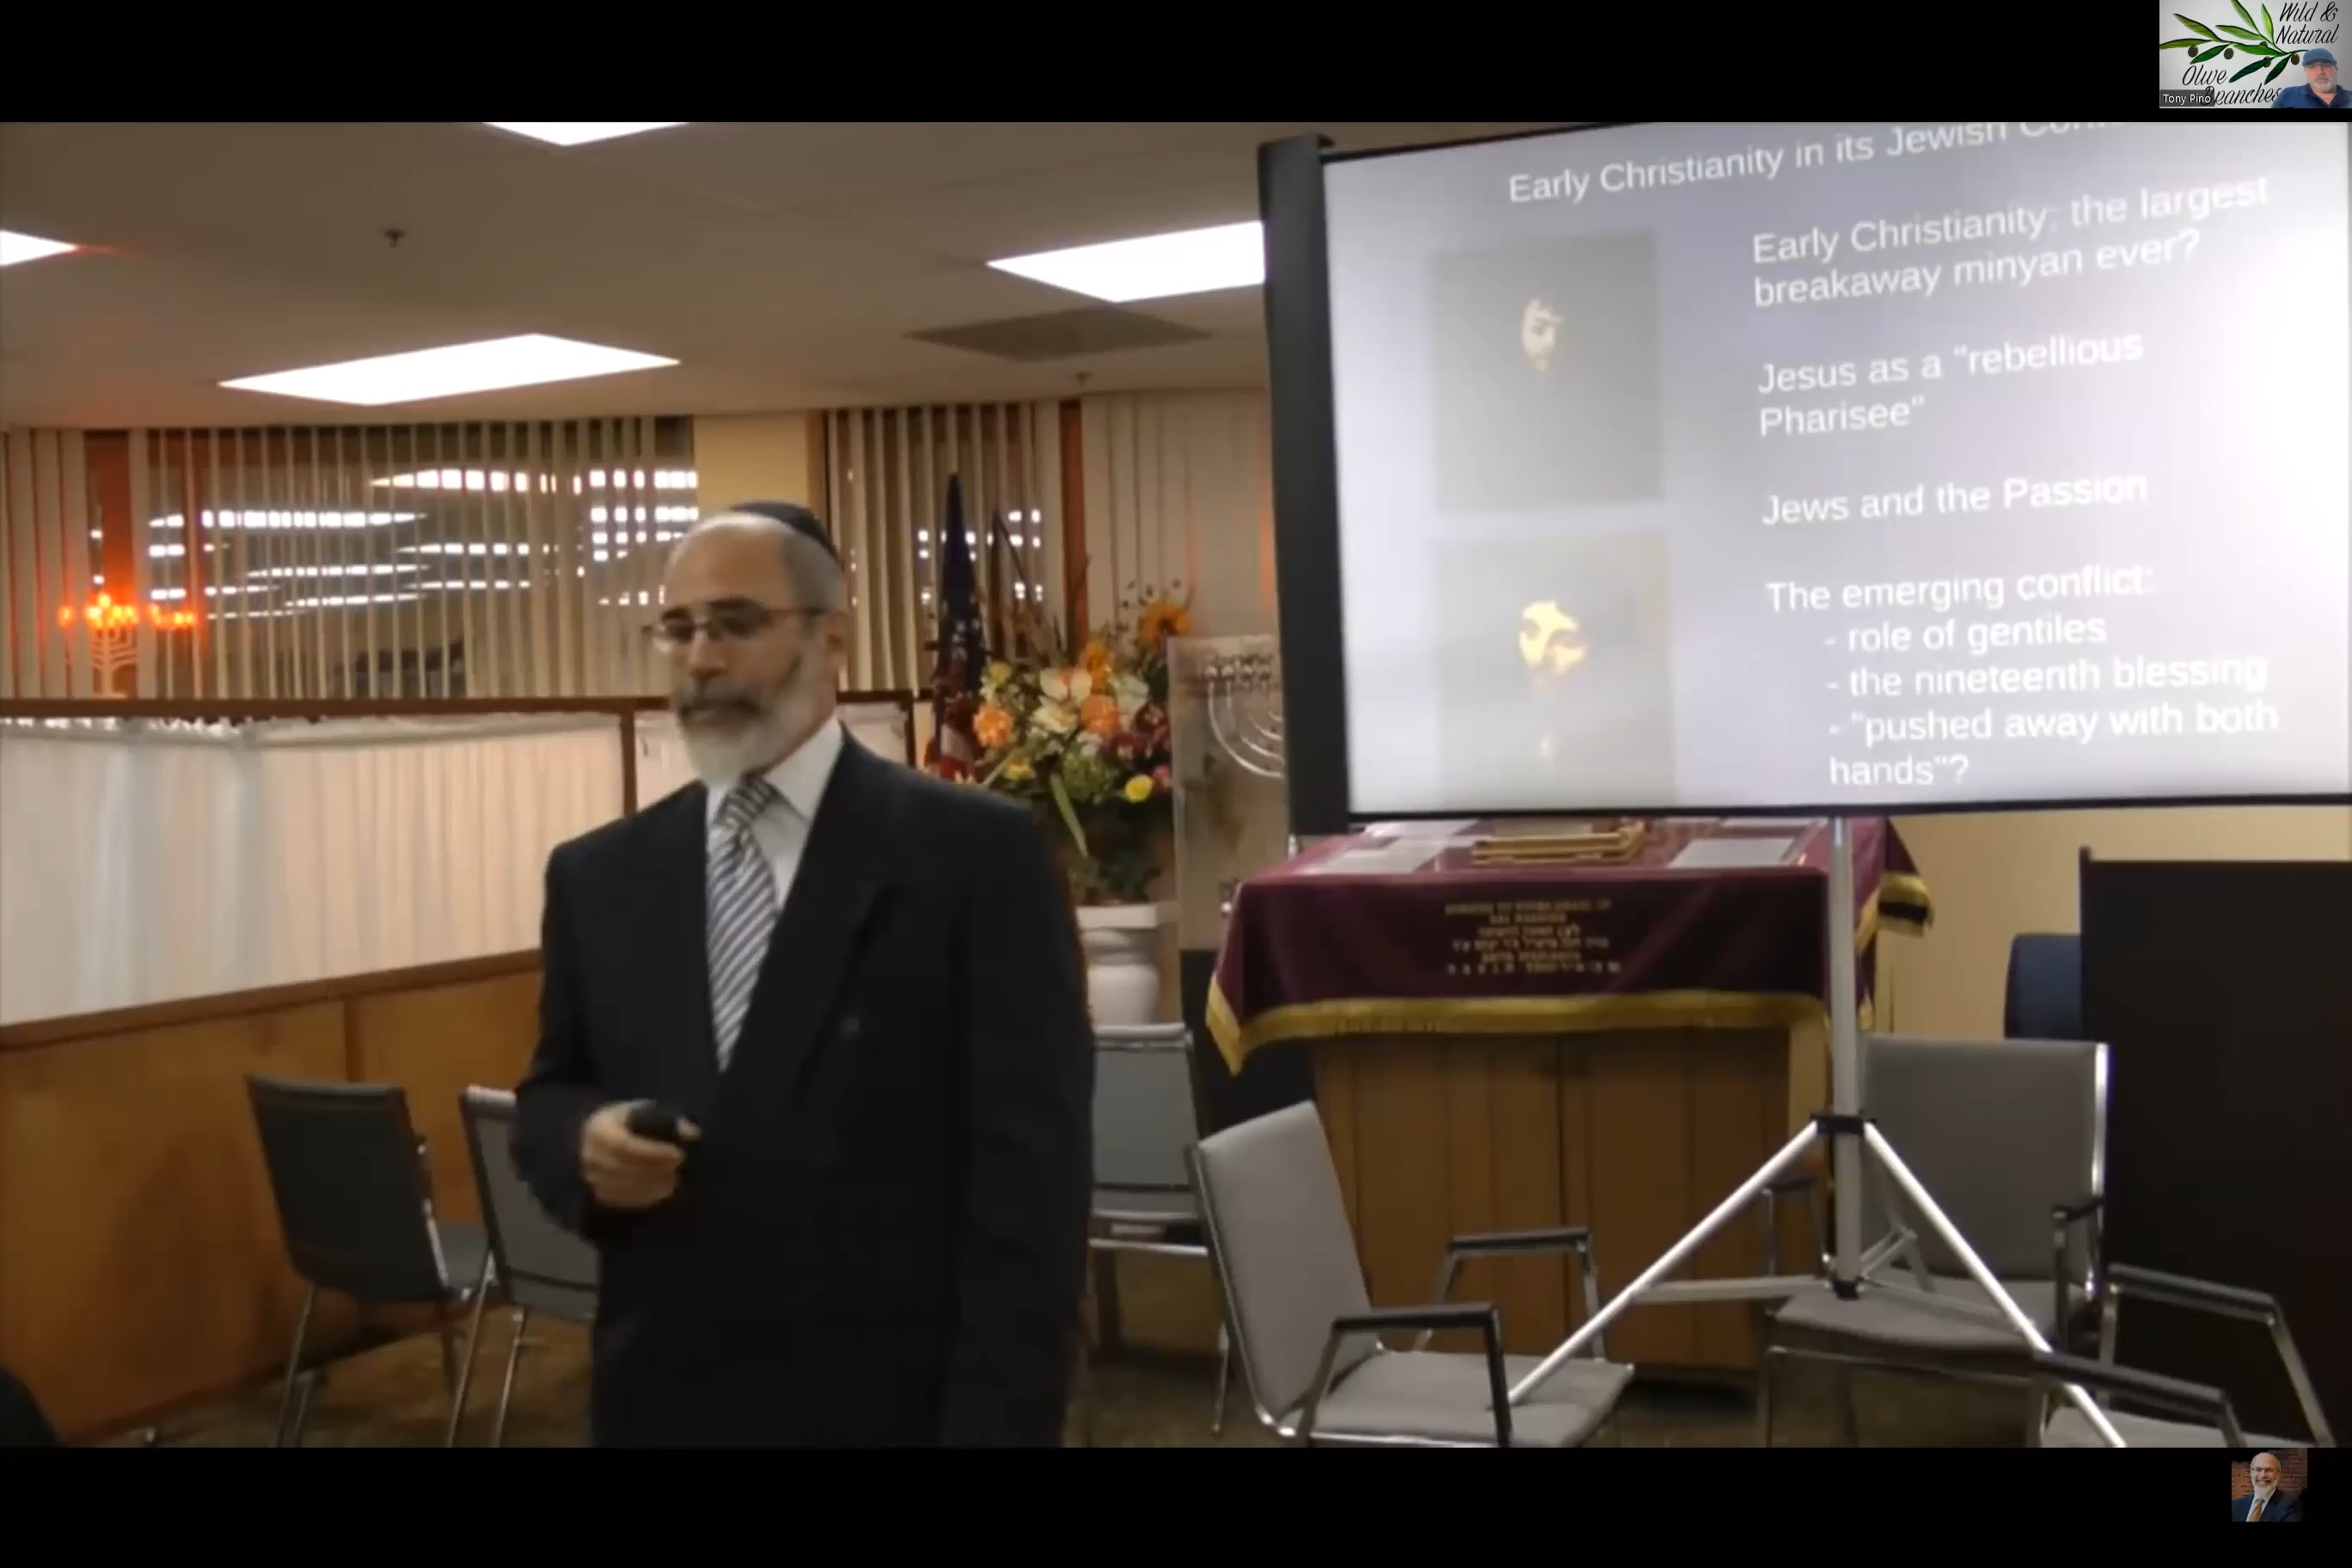 Wild &
Natural
Olive
Branches
Tony Pino
Early Christianity in its Jewish
Early Christianity: the largest
breakaway minyan ever?
Jesus as a "rebellious
Pharisee"
Jews and the Passion
The emerging conflict:
- role of gentiles
- the nineteenth blessing
- "pushed away with both
hands"?